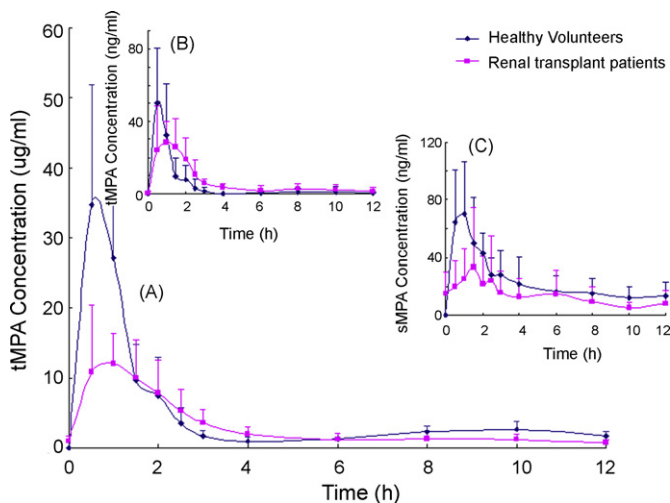 Healthy Volunteers
Renal transplant patients
(A)
tMPA Concentration (ug/ml)
60
50
40
30
20
10
0
0 2 4 6 8 10 12
Time (h)
(B)
tMPA Concentration (ng/ml)
80
40
0
0 2 4 6 8 10 12
Time (h)
(C)
sMPA Concentration (ng/ml)
120
80
40
0
0 2 4 6 8 10 12
Time (h)